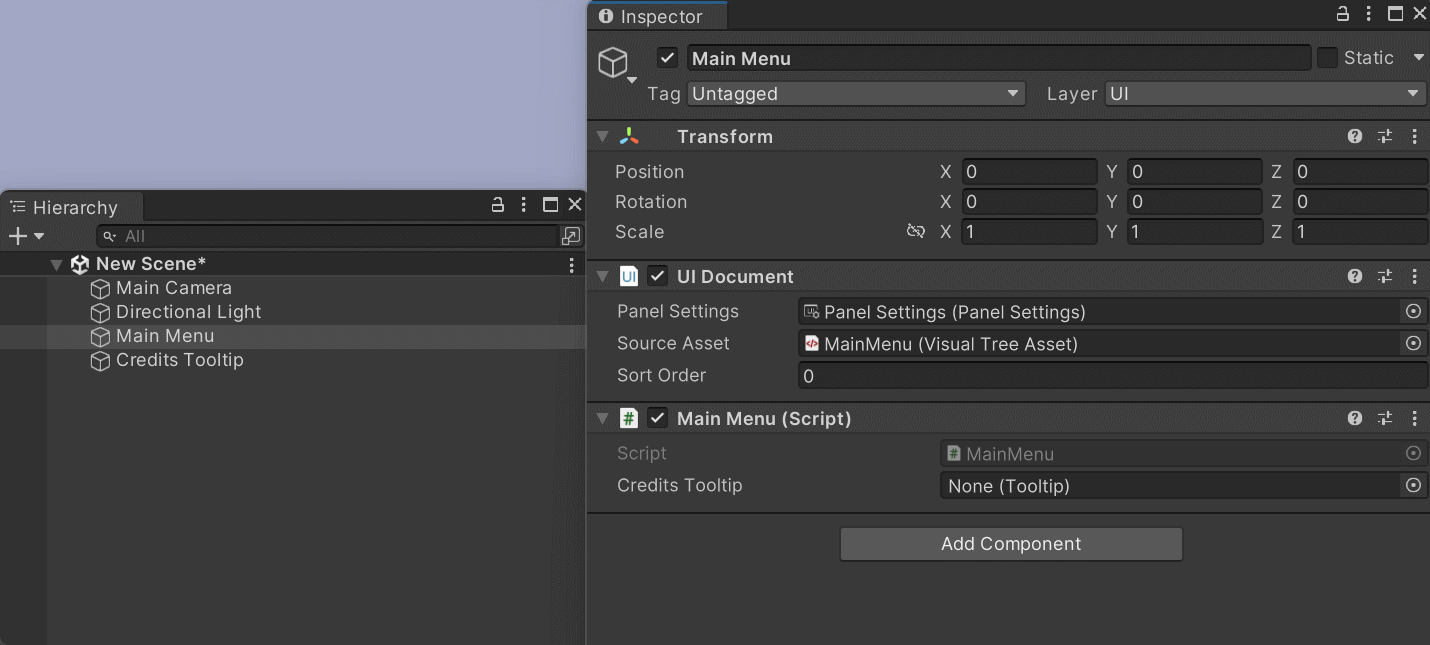 Inspector
Main Menu
Static
Tag Untagged Layer UI
Transform
Position X 0 Y 0 Z 0
Rotation X 0 Y 0 Z 0
Scale X 1 Y 1 Z 1
UI UI Document
Panel Settings Panel Settings (Panel Settings)
Source Asset MainMenu (Visual Tree Asset)
Sort Order 0
# Main Menu (Script)
Script # MainMenu
Credits Tooltip None (Tooltip)
Add Component
Hierarchy
All
New Scene*
Main Camera
Directional Light
Main Menu
Credits Tooltip